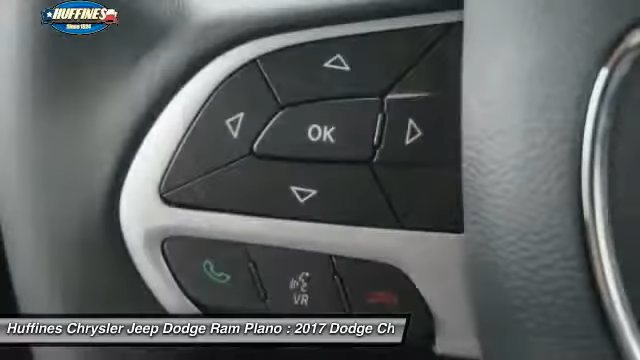 HUFFINES
Since 1924
OK
VR
Huffines Chrysler Jeep Dodge Ram Plano : 2017 Dodge Ch